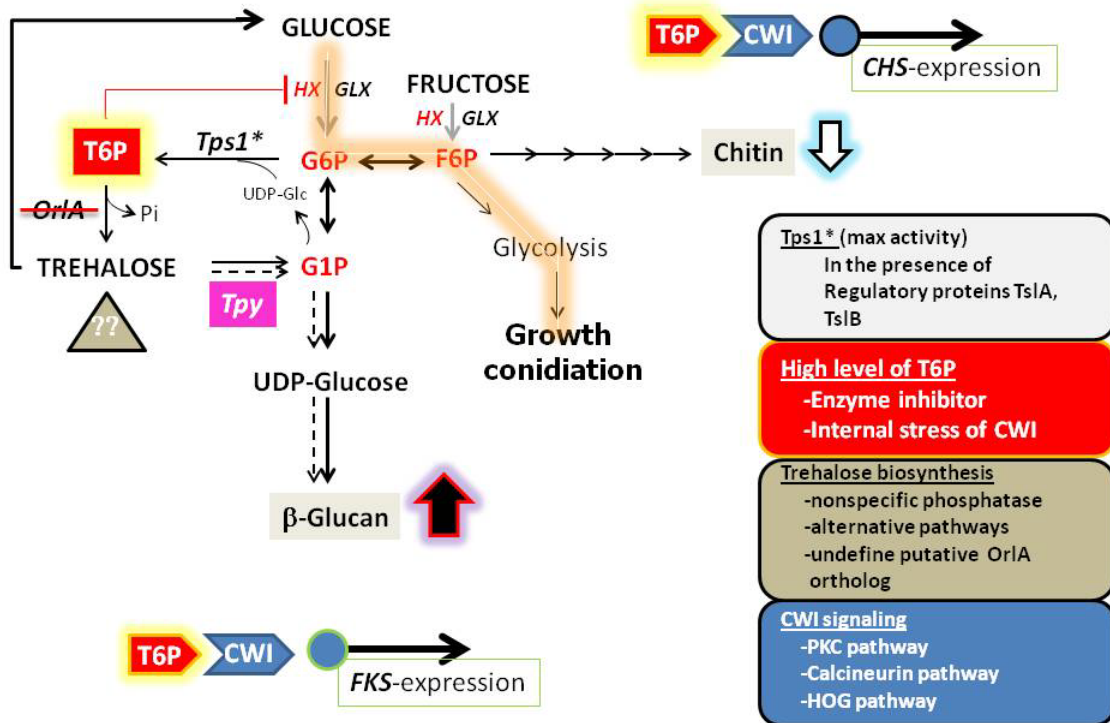 GLUCOSE
T6P
CWI
CHS-expression
HX
GLX
FRUCTOSE
HX
GLX
T6P
Tps1*
G6P
F6P
Chitin
UDP-Glc
OrlA
Pi
Glycolysis
TREHALOSE
G1P
Tpy
??
Growth
conidiation
UDP-Glucose
β-Glucan
T6P
CWI
FKS-expression
Tps1* (max activity)
In the presence of
Regulatory proteins TslA,
TslB
High level of T6P
-Enzyme inhibitor
-Internal stress of CWI
Trehalose biosynthesis
-nonspecific phosphatase
-alternative pathways
-undefine putative OrlA
ortholog
CWI signaling
-PKC pathway
-Calcineurin pathway
-HOG pathway